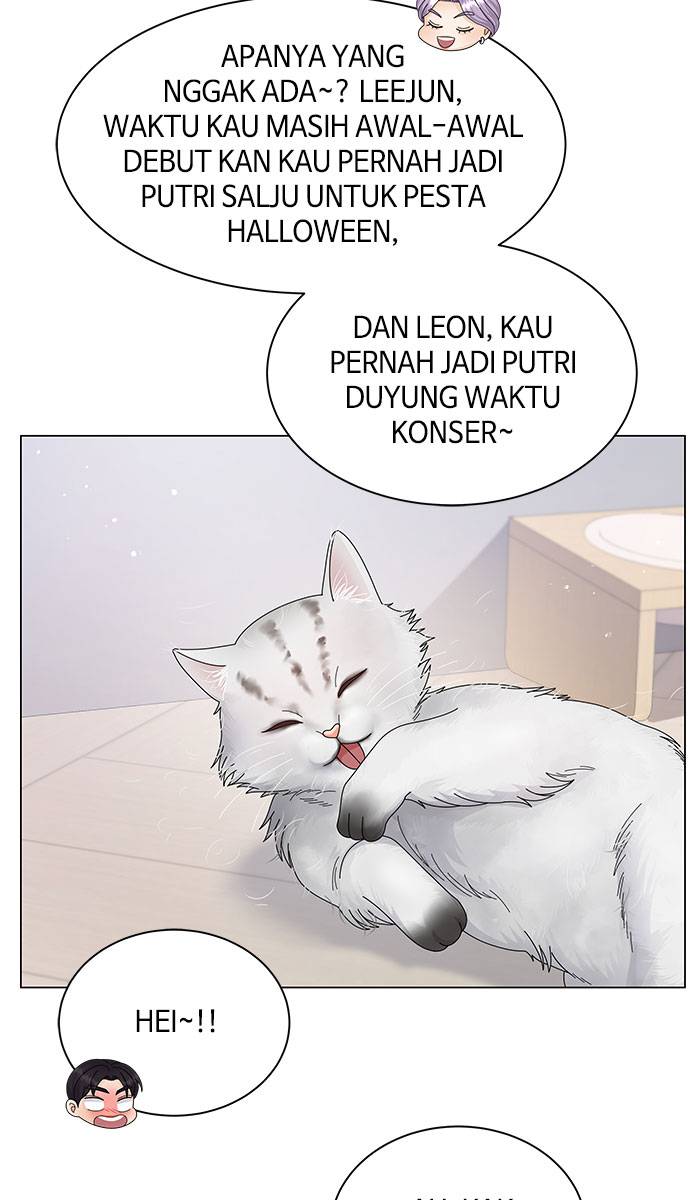 APANYA YANG
NGGAK ADA~? LEEJUN,
WAKTU KAU MASIH AWAL-AWAL
DEBUT KAN KAU PERNAH JADI
PUTRI SALJU UNTUK PESTA
HALLOWEEN,
DAN LEON, KAU
PERNAH JADI PUTRI
DUYUNG WAKTU
KONSER~
HEI~!!